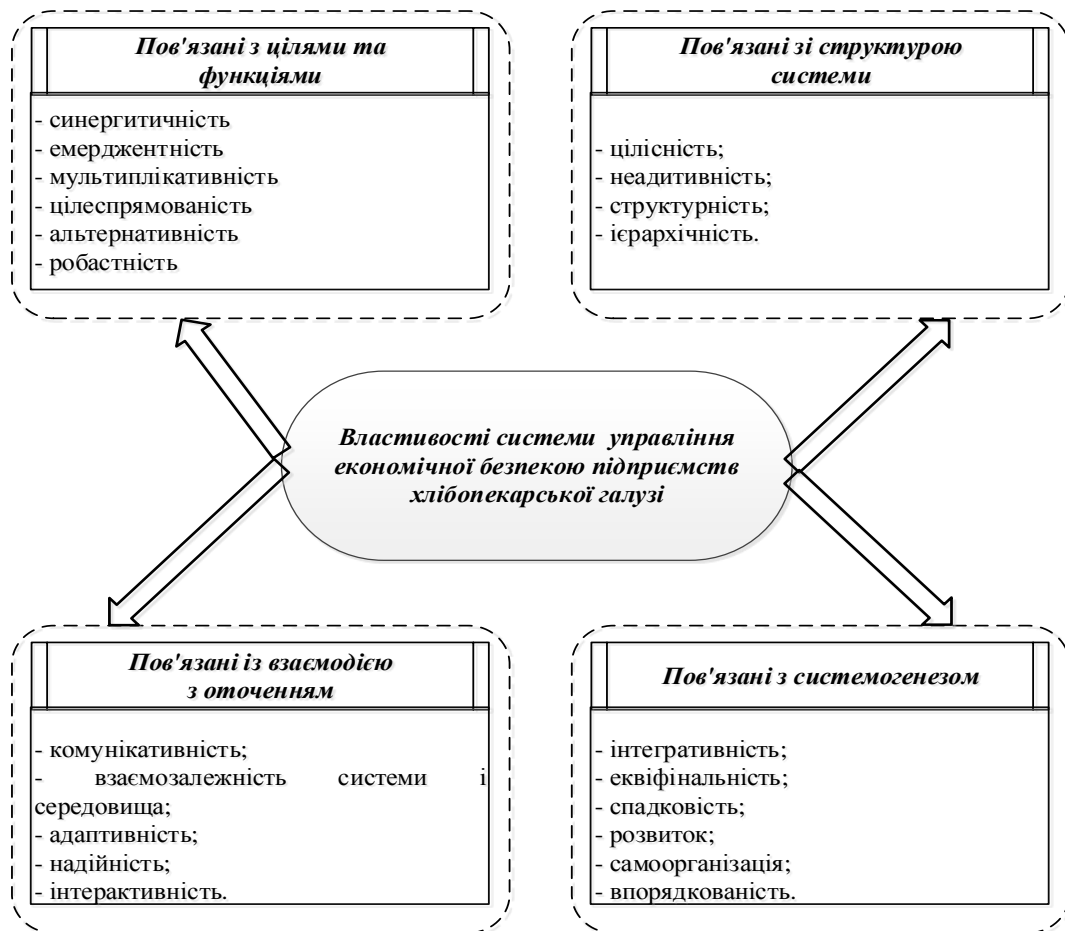 Пов'язані з цілями та
функціями
- синергитичність
- емерджентність
- мультиплікативність
- цілеспрямованість
- альтернативність
- робастність
Пов'язані зі структурою
системи
- цілісність;
- неадитивність;
- структурність;
- ієрархічність.
Властивості системи управління
економічної безпекою підприємств
хлібопекарської галузі
Пов'язані із взаємодією
з оточенням
- комунікативність;
- взаємозалежність системи і
середовища;
- адаптивність;
- надійність;
- інтерактивність.
Пов'язані з системогенезом
- інтегративність;
- еквіфінальність;
- спадковість;
- розвиток;
- самоорганізація;
- впорядкованість.